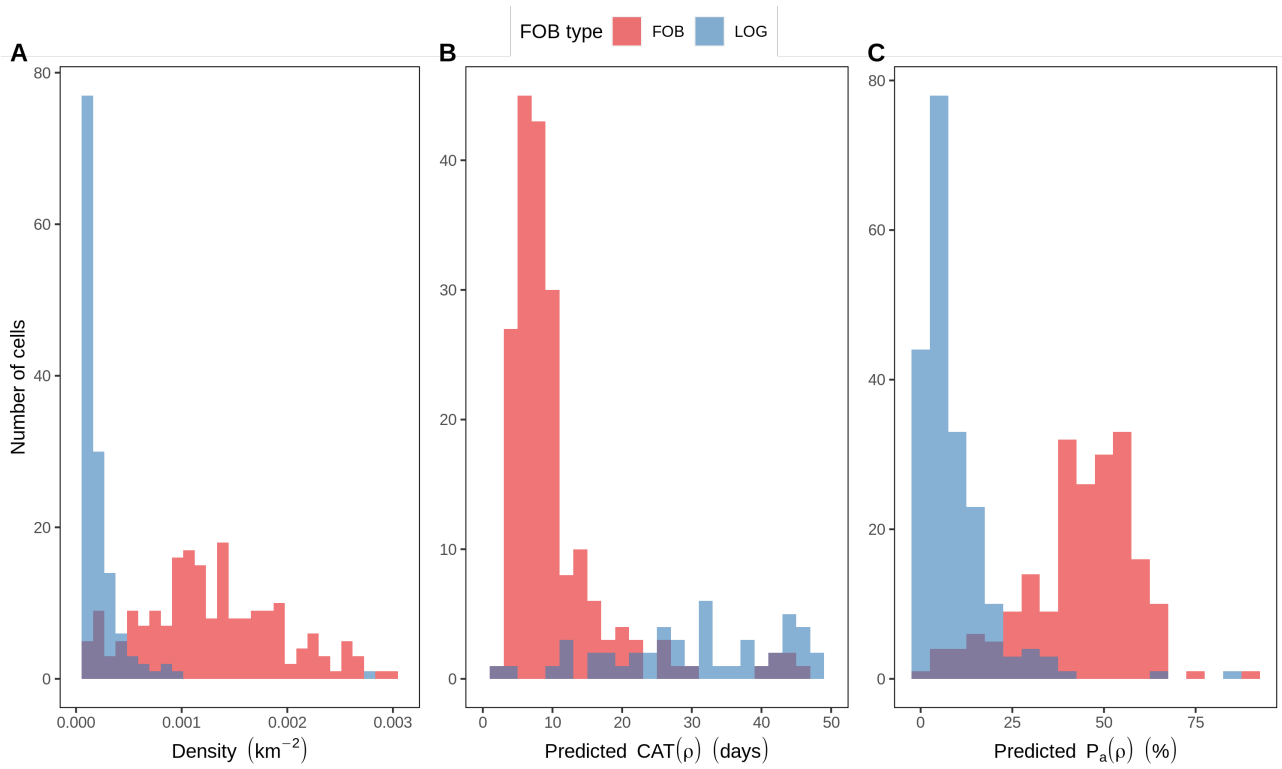 FOB type FOB LOG
A B C
Number of cells
80
60
40
20
0
0.000 0.001 0.002 0.003
Density (km⁻²)
40
30
20
10
0
0 10 20 30 40 50
Predicted CAT(ρ) (days)
80
60
40
20
0
0 25 50 75
Predicted Pₐ(ρ) (%)